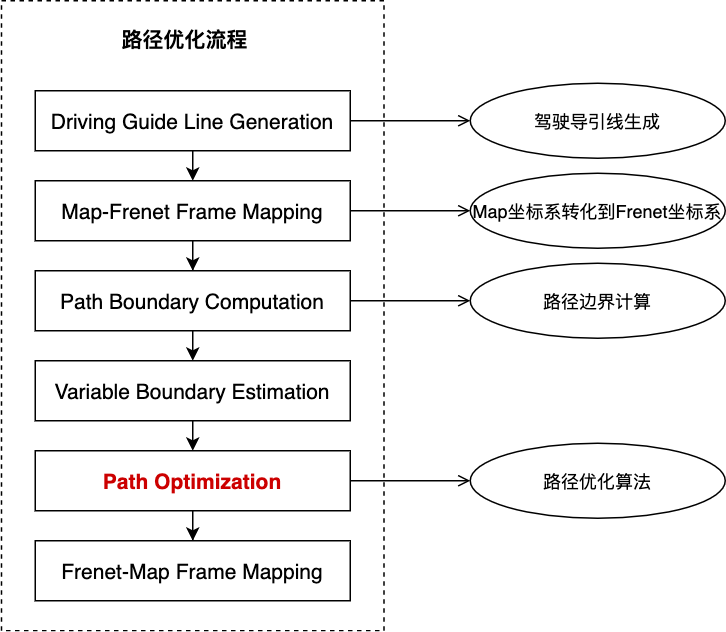 路径优化流程
Driving Guide Line Generation
驾驶导引线生成
Map-Frenet Frame Mapping
Map坐标系转化到Frenet坐标系
Path Boundary Computation
路径边界计算
Variable Boundary Estimation
Path Optimization
路径优化算法
Frenet-Map Frame Mapping